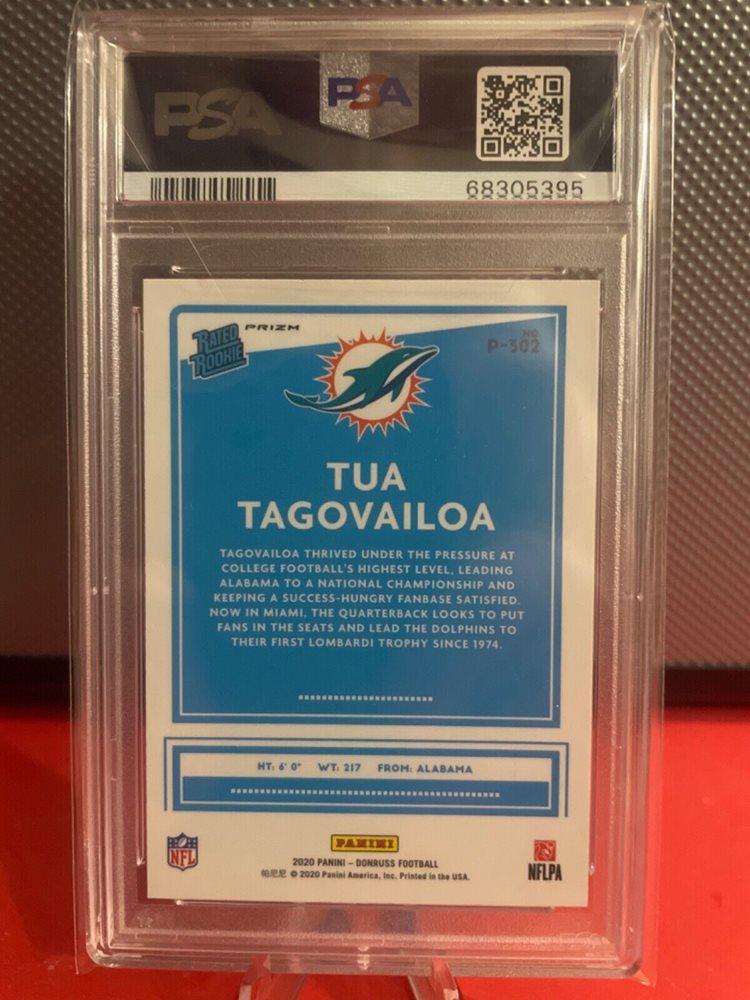 PSA
PSA
68305395
RATED
ROOKIE
PRIZM
NO.
P-302
TUA
TAGOVAILOA
TAGOVAILOA THRIVED UNDER THE PRESSURE AT
COLLEGE FOOTBALL'S HIGHEST LEVEL, LEADING
ALABAMA TO A NATIONAL CHAMPIONSHIP AND
KEEPING A SUCCESS-HUNGRY FANBASE SATISFIED.
NOW IN MIAMI, THE QUARTERBACK LOOKS TO PUT
FANS IN THE SEATS AND LEAD THE DOLPHINS TO
THEIR FIRST LOMBARDI TROPHY SINCE 1974.
HT: 6' 0" WT: 217 FROM: ALABAMA
NFL
PANINI
2020 PANINI – DONRUSS FOOTBALL
帕尼尼 © 2020 Panini America, Inc. Printed in the USA.
NFLPA